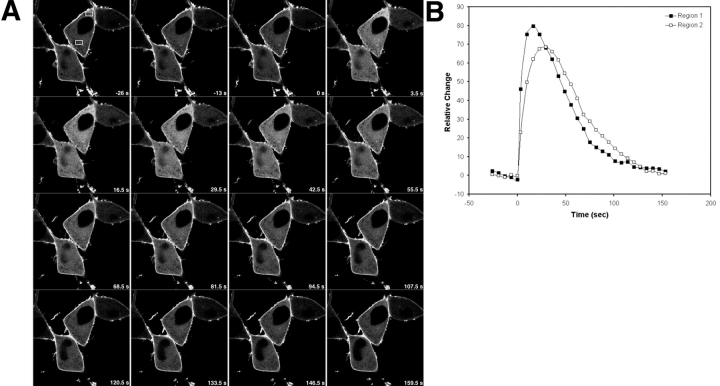 A
-26 s
-13 s
0 s
3.5 s
16.5 s
29.5 s
42.5 s
55.5 s
68.5 s
81.5 s
94.5 s
107.5 s
120.5 s
133.5 s
146.5 s
159.5 s
B
Relative Change
90
80
70
60
50
40
30
20
10
0
-10
-50
0
50
100
150
200
Time (sec)
Region 1
Region 2